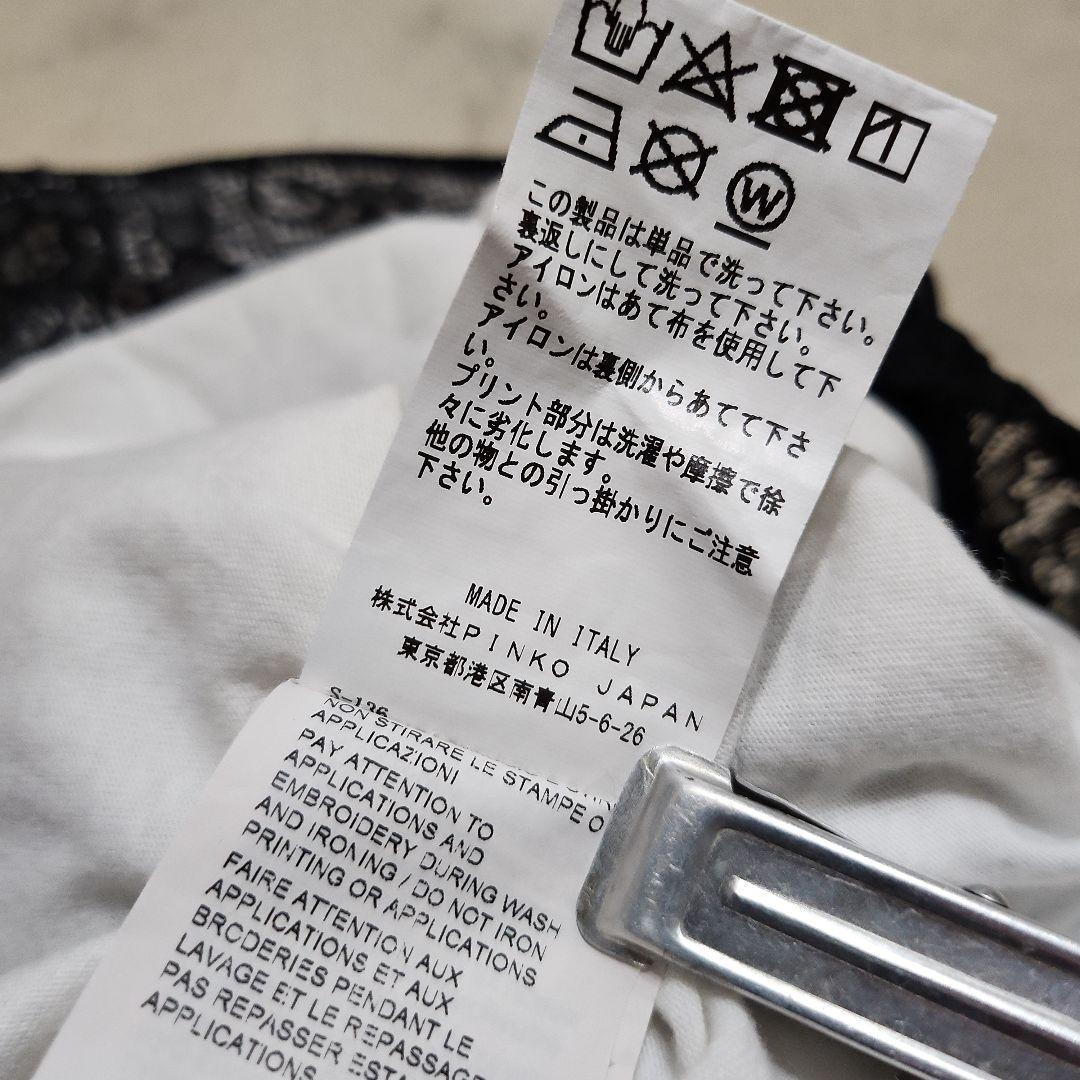 W
この製品は単品で洗って下さい。
裏返しにして洗って下さい。
アイロンはあて布を使用して下
さい。
アイロンは裏側からあてて下さ
い。
プリント部分は洗濯や摩擦で徐
々に劣化します。
他の物との引っ掛かりにご注意
下さい。
MADE IN ITALY
株式会社PINKO JAPAN
東京都港区南青山5-6-26
S-126
NON STIRARE LE STAMPE O
APPLICAZIONI
PAY ATTENTION TO
APPLICATIONS AND
EMBROIDERY DURING WASH
AND IRONING / DO NOT IRON
PRINTING OR APPLICATIONS
FAIRE ATTENTION AUX
APPLICATIONS ET AUX
BRODERIES PENDANT LE
LAVAGE ET LE REPASSAGE
PAS REPASSER
APPLICATIONS